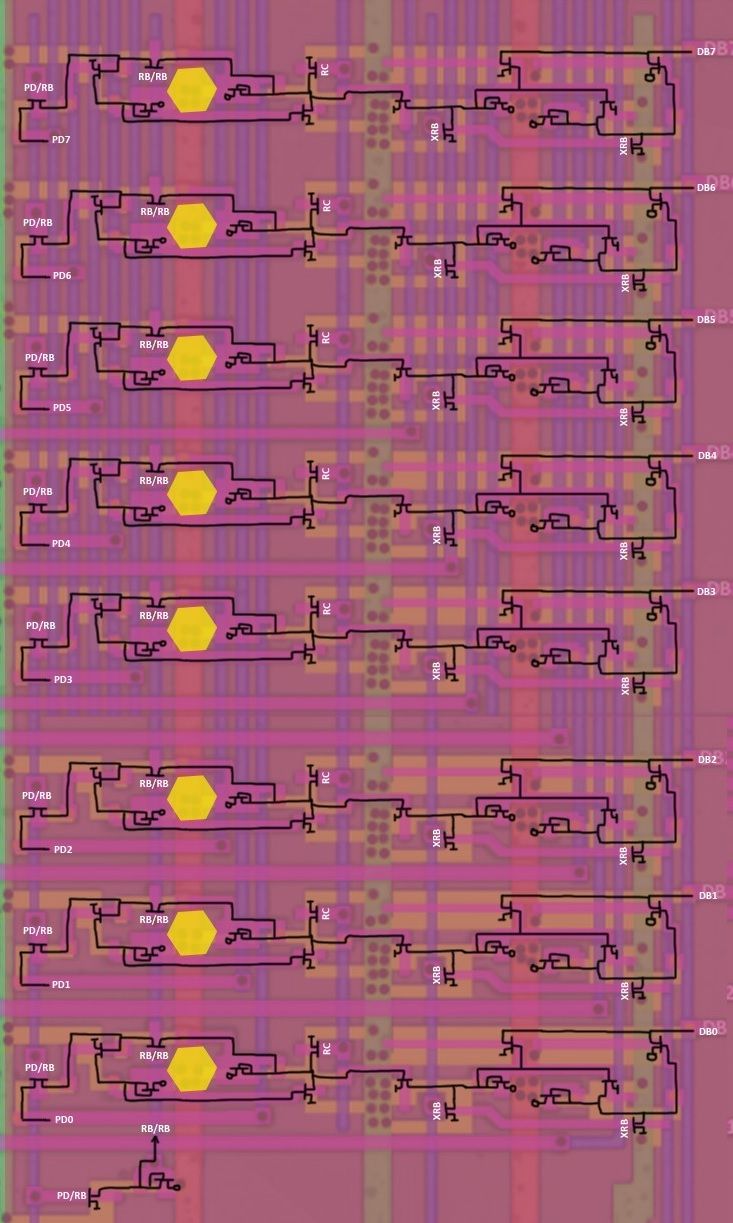 DB7
RB/RB
RC
PD/RB
XRB
XRB
PD7
DB6
RB/RB
RC
PD/RB
XRB
XRB
PD6
DB5
RB/RB
RC
PD/RB
XRB
XRB
PD5
DB4
RB/RB
RC
PD/RB
XRB
XRB
PD4
DB3
RB/RB
RC
PD/RB
XRB
XRB
PD3
DB2
RB/RB
RC
PD/RB
XRB
XRB
PD2
DB1
RB/RB
RC
PD/RB
XRB
XRB
PD1
DB0
RB/RB
RC
PD/RB
XRB
XRB
PD0
RB/RB
PD/RB